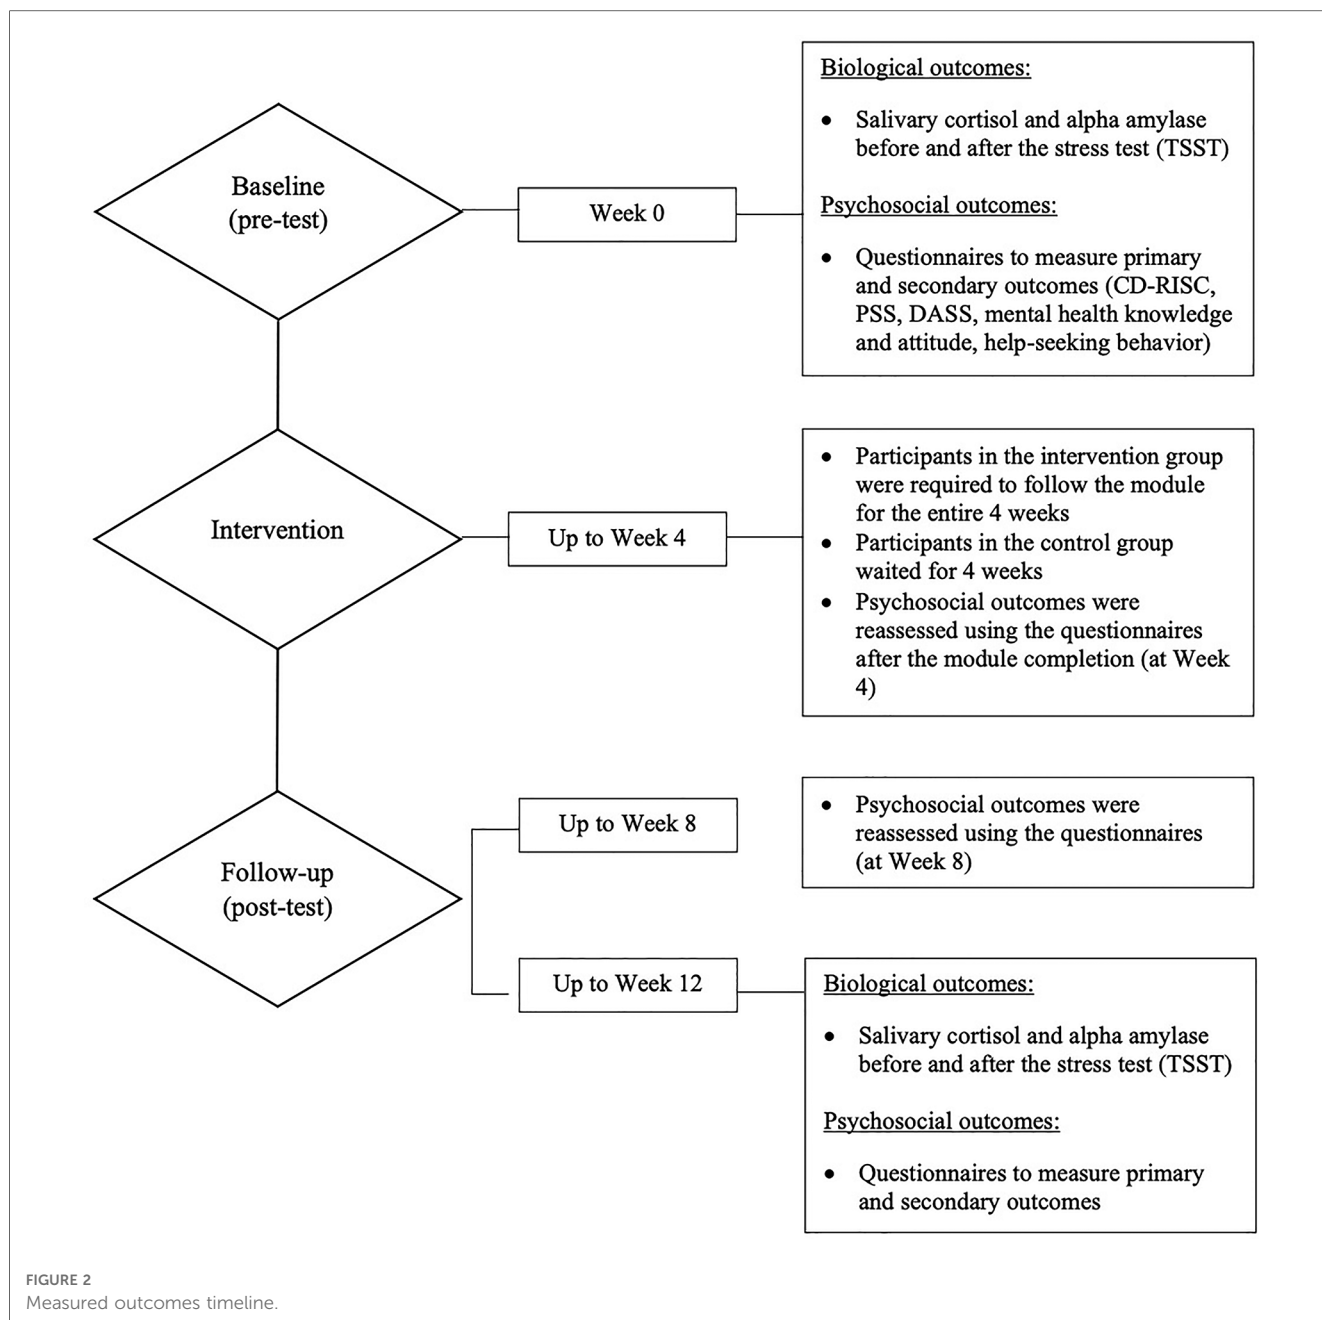 Baseline
(pre-test)
Week 0
Biological outcomes:
• Salivary cortisol and alpha amylase
before and after the stress test (TSST)
Psychosocial outcomes:
• Questionnaires to measure primary
and secondary outcomes (CD-RISC,
PSS, DASS, mental health knowledge
and attitude, help-seeking behavior)
Intervention
Up to Week 4
• Participants in the intervention group
were required to follow the module
for the entire 4 weeks
• Participants in the control group
waited for 4 weeks
• Psychosocial outcomes were
reassessed using the questionnaires
after the module completion (at Week
4)
Follow-up
(post-test)
Up to Week 8
• Psychosocial outcomes were
reassessed using the questionnaires
(at Week 8)
Up to Week 12
Biological outcomes:
• Salivary cortisol and alpha amylase
before and after the stress test (TSST)
Psychosocial outcomes:
• Questionnaires to measure primary
and secondary outcomes
FIGURE 2
Measured outcomes timeline.